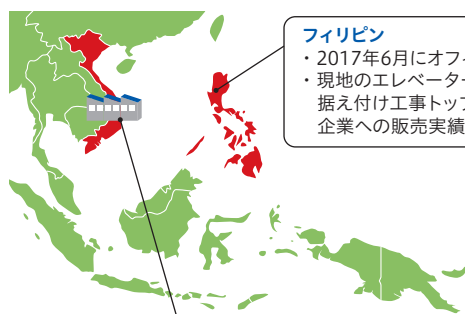 フィリピン
・2017年6月にオフィ
・現地のエレベーター
据え付け工事トップ
企業への販売実績